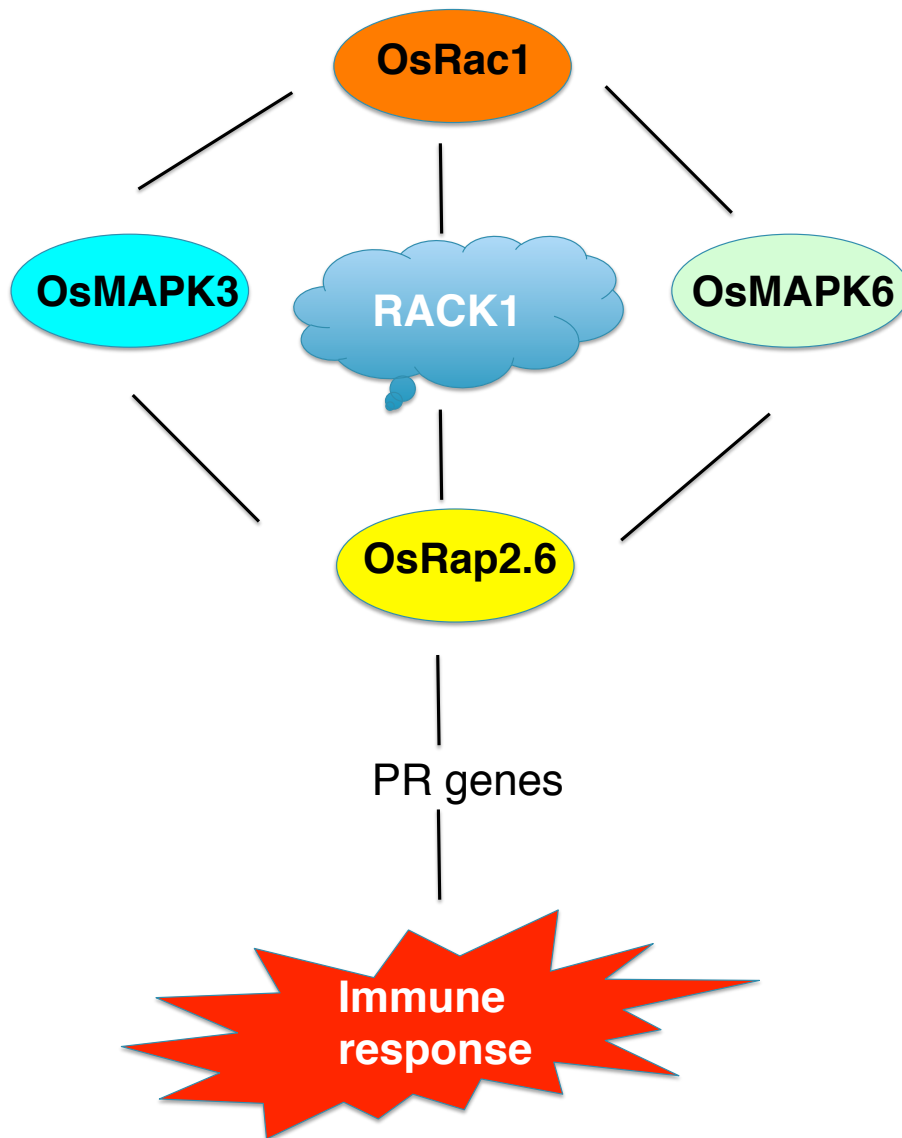 OsRac1
OsMAPK3
RACK1
OsMAPK6
OsRap2.6
PR genes
Immune
response